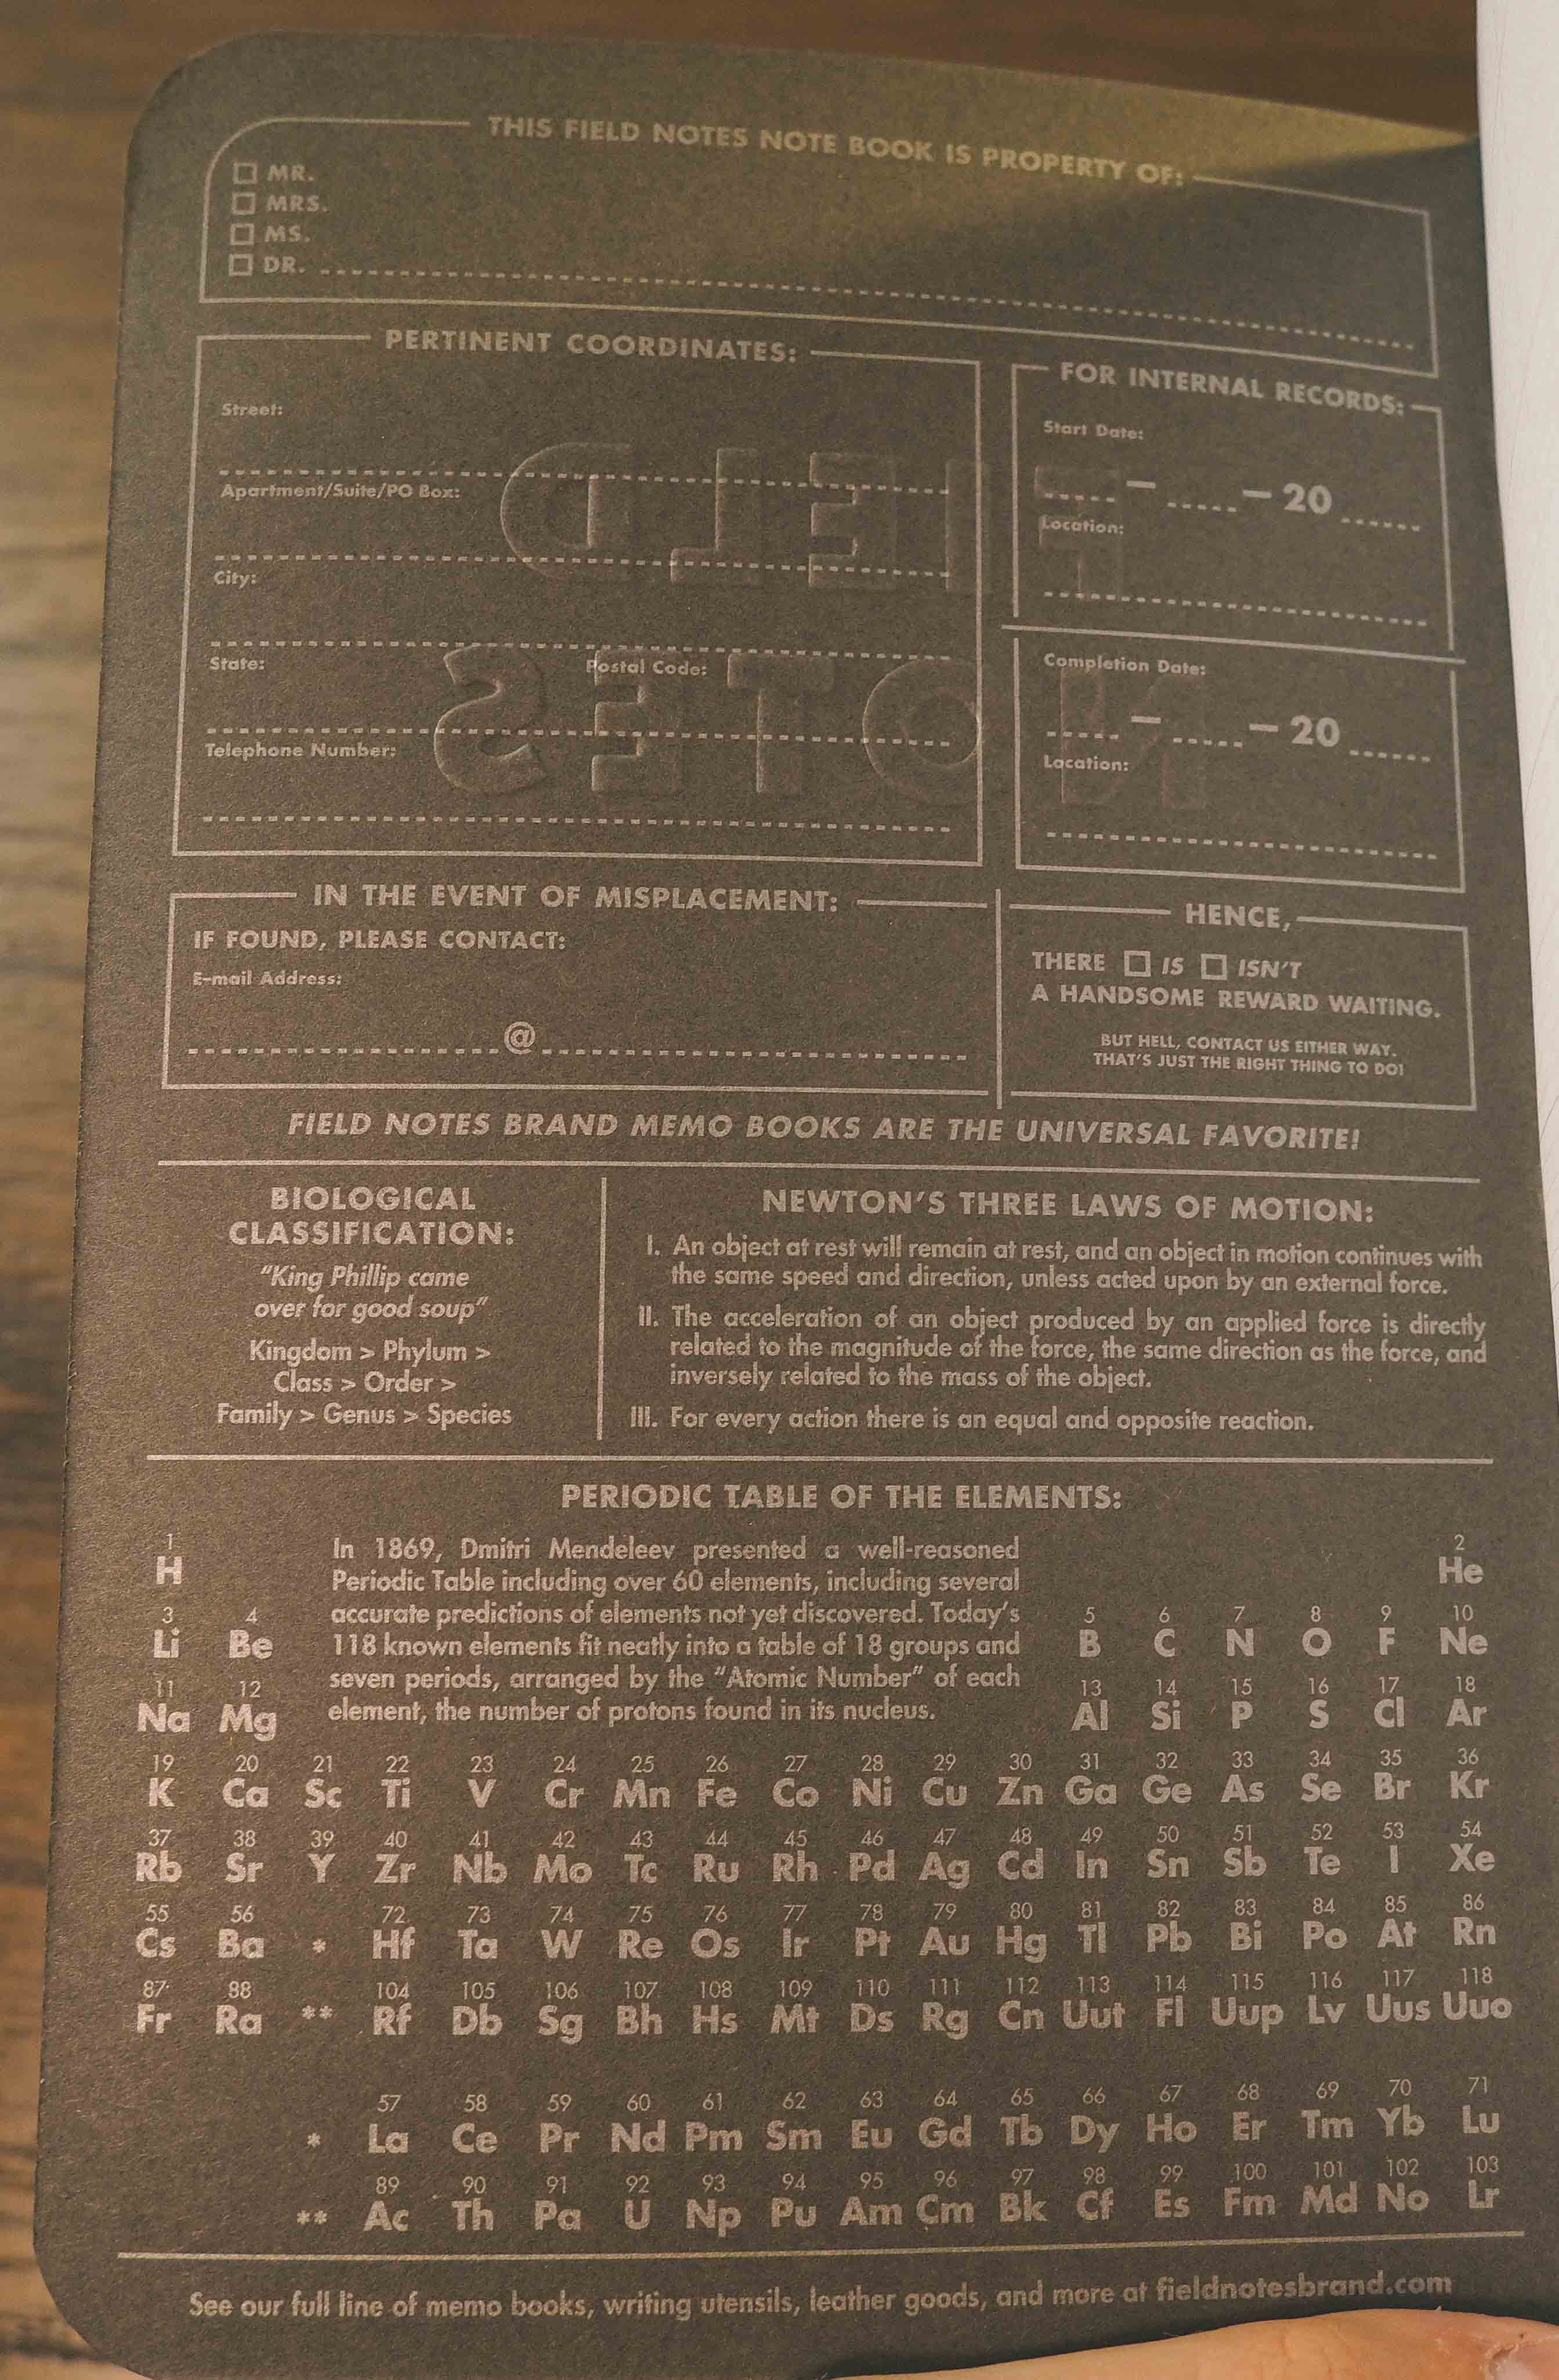 THIS FIELD NOTES NOTE BOOK IS PROPERTY OF:
MR.
MRS.
MS.
DR.
PERTINENT COORDINATES:
Street:
Apartment/Suite/PO Box:
City:
State: Postal Code:
Telephone Number:
FOR INTERNAL RECORDS:
Start Date:
– – 20
Location:
Completion Date:
– – 20
Location:
FIELD
NOTES
IN THE EVENT OF MISPLACEMENT:
IF FOUND, PLEASE CONTACT:
E-mail Address:
@
HENCE,
THERE □ IS □ ISN'T
A HANDSOME REWARD WAITING.
BUT HELL, CONTACT US EITHER WAY.
THAT'S JUST THE RIGHT THING TO DO!
FIELD NOTES BRAND MEMO BOOKS ARE THE UNIVERSAL FAVORITE!
BIOLOGICAL
CLASSIFICATION:
"King Phillip came
over for good soup"
Kingdom > Phylum >
Class > Order >
Family > Genus > Species
NEWTON'S THREE LAWS OF MOTION:
I. An object at rest will remain at rest, and an object in motion continues with
the same speed and direction, unless acted upon by an external force.
II. The acceleration of an object produced by an applied force is directly
related to the magnitude of the force, the same direction as the force, and
inversely related to the mass of the object.
III. For every action there is an equal and opposite reaction.
PERIODIC TABLE OF THE ELEMENTS:
In 1869, Dmitri Mendeleev presented a well-reasoned
Periodic Table including over 60 elements, including several
accurate predictions of elements not yet discovered. Today's
118 known elements fit neatly into a table of 18 groups and
seven periods, arranged by the "Atomic Number" of each
element, the number of protons found in its nucleus.
1 2
H He
3 4 5 6 7 8 9 10
Li Be B C N O F Ne
11 12 13 14 15 16 17 18
Na Mg Al Si P S Cl Ar
19 20 21 22 23 24 25 26 27 28 29 30 31 32 33 34 35 36
K Ca Sc Ti V Cr Mn Fe Co Ni Cu Zn Ga Ge As Se Br Kr
37 38 39 40 41 42 43 44 45 46 47 48 49 50 51 52 53 54
Rb Sr Y Zr Nb Mo Tc Ru Rh Pd Ag Cd In Sn Sb Te I Xe
55 56 72 73 74 75 76 77 78 79 80 81 82 83 84 85 86
Cs Ba * Hf Ta W Re Os Ir Pt Au Hg Tl Pb Bi Po At Rn
87 88 104 105 106 107 108 109 110 111 112 113 114 115 116 117 118
Fr Ra ** Rf Db Sg Bh Hs Mt Ds Rg Cn Uut Fl Uup Lv Uus Uuo
57 58 59 60 61 62 63 64 65 66 67 68 69 70 71
* La Ce Pr Nd Pm Sm Eu Gd Tb Dy Ho Er Tm Yb Lu
89 90 91 92 93 94 95 96 97 98 99 100 101 102 103
** Ac Th Pa U Np Pu Am Cm Bk Cf Es Fm Md No Lr
See our full line of memo books, writing utensils, leather goods, and more at fieldnotesbrand.com